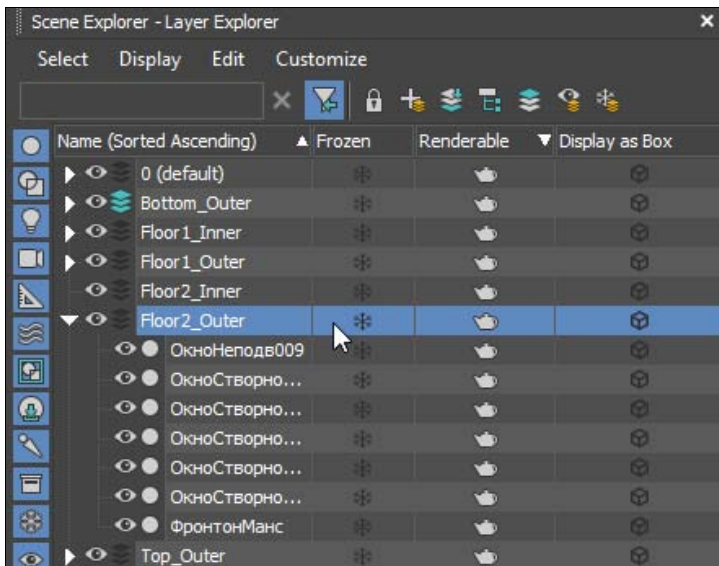 Scene Explorer - Layer Explorer
Select Display Edit Customize
Name (Sorted Ascending) Frozen Renderable Display as Box
0 (default)
Bottom_Outer
Floor1_Inner
Floor1_Outer
Floor2_Inner
Floor2_Outer
ОкноНеподв009
ОкноСтворно...
ОкноСтворно...
ОкноСтворно...
ОкноСтворно...
ОкноСтворно...
ФронтонМанс
Top_Outer